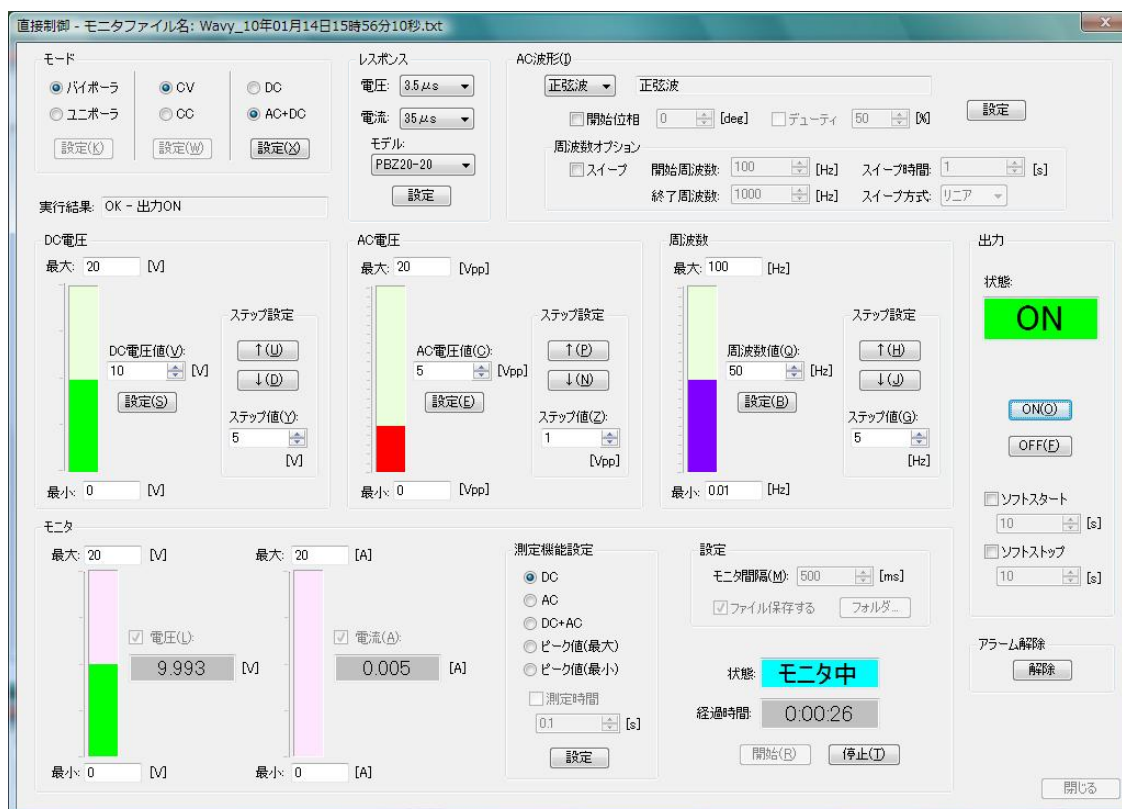 直接制御 - モニタファイル名: Wavy_10年01月14日15時56分10秒.txt
モード
バイポーラ CV DC
ユニポーラ CC AC+DC
設定(K) 設定(W) 設定(X)
実行結果: OK - 出力ON
レスポンス
電圧: 3.5μs
電流: 35μs
モデル:
PBZ20-20
設定
AC波形(I)
正弦波 正弦波
設定
開始位相 0 [deg] デューティ 50 [%]
周波数オプション
スイープ 開始周波数: 100 [Hz] スイープ時間: 1 [s]
終了周波数: 1000 [Hz] スイープ方式: リニア
DC電圧
最大: 20 [V]
ステップ設定
↑(U)
DC電圧値(V):
10 [V]
↓(D)
設定(S)
ステップ値(Y):
5
[V]
最小: 0 [V]
AC電圧
最大: 20 [Vpp]
ステップ設定
↑(P)
AC電圧値(C):
5 [Vpp]
↓(N)
設定(E)
ステップ値(Z):
1
[Vpp]
最小: 0 [Vpp]
周波数
最大: 100 [Hz]
ステップ設定
↑(H)
周波数値(Q):
50 [Hz]
↓(J)
設定(B)
ステップ値(G):
5
[Hz]
最小: 0.01 [Hz]
出力
状態:
ON
ON(O)
OFF(F)
ソフトスタート
10 [s]
ソフトストップ
10 [s]
アラーム解除
解除
モニタ
最大: 20 [V] 最大: 20 [A]
電圧(L): 電流(A):
9.993 [V] 0.005 [A]
最小: 0 [V] 最小: 0 [A]
測定機能設定
DC
AC
DC+AC
ピーク値(最大)
ピーク値(最小)
測定時間
0.1 [s]
設定
設定
モニタ間隔(M): 500 [ms]
ファイル保存する フォルダ...
状態: モニタ中
経過時間: 0:00:26
開始(R) 停止(T)
閉じる